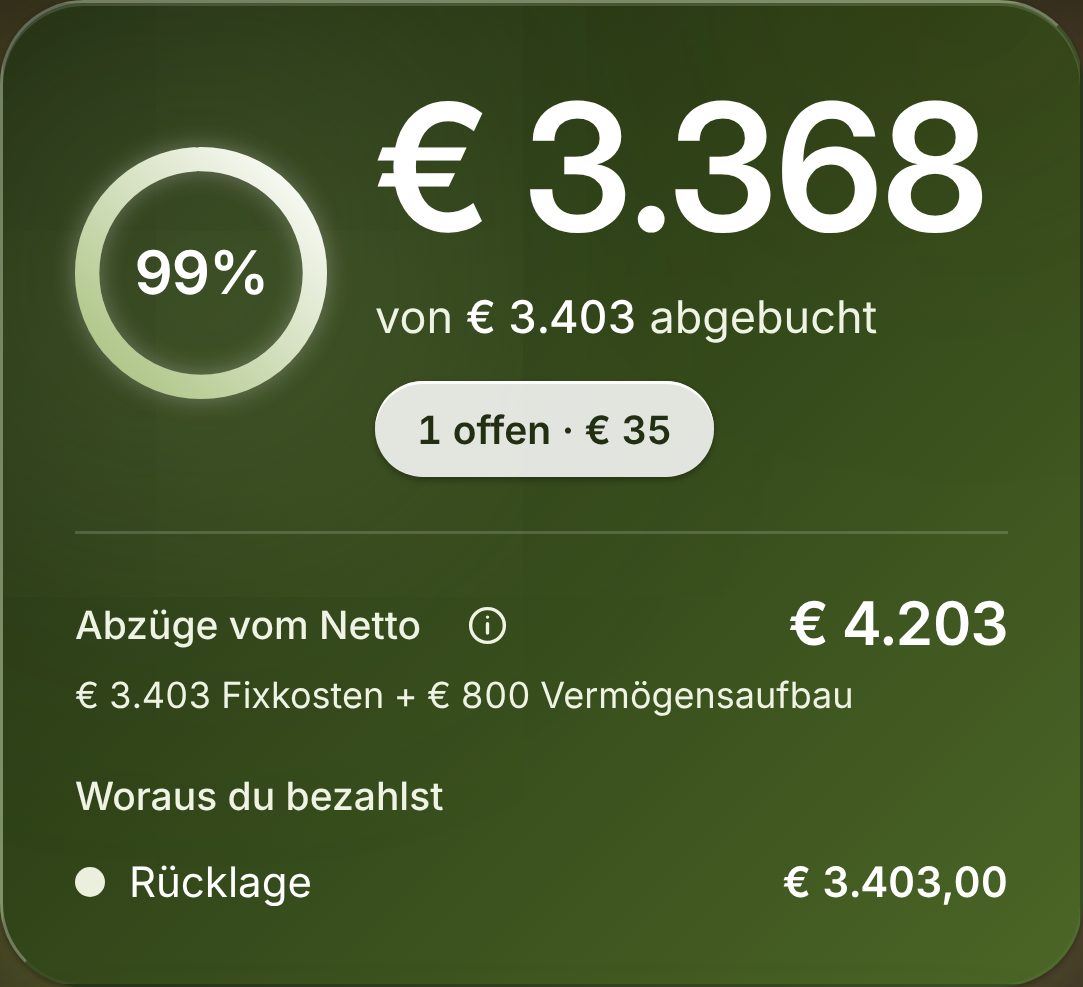 99%
€ 3.368
von € 3.403 abgebucht
1 offen · € 35
Abzüge vom Netto ⓘ € 4.203
€ 3.403 Fixkosten + € 800 Vermögensaufbau
Woraus du bezahlst
Rücklage € 3.403,00